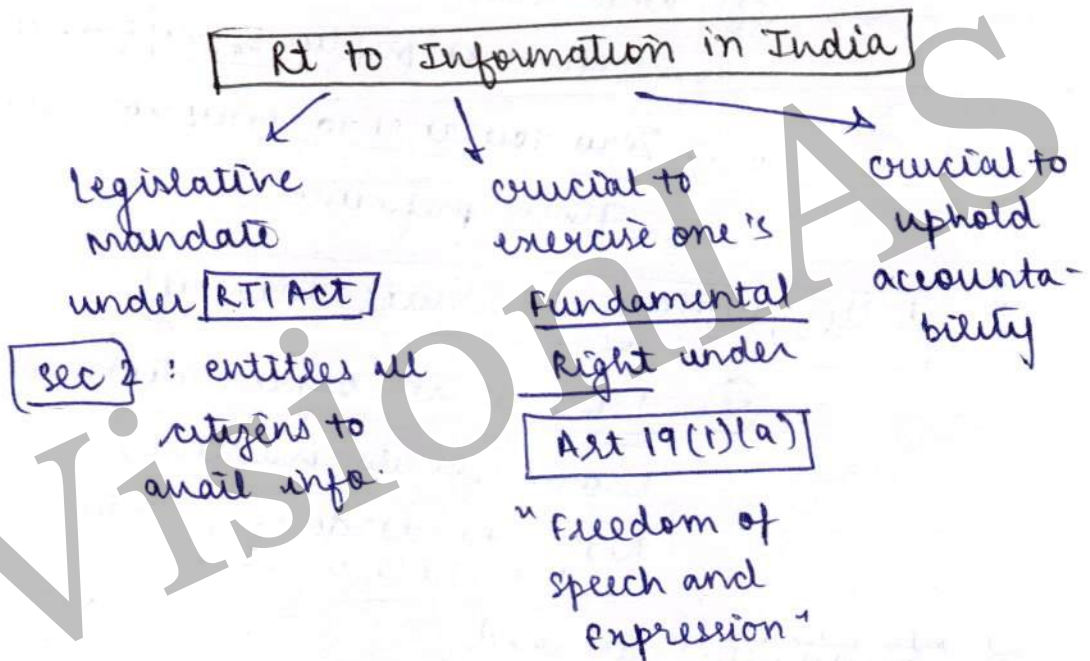 Rt to Information in India
Legislative
mandate
under RTI Act
Sec 2 : entitles all
citizens to
avail info
crucial to
exercise one's
Fundamental
Right under
Art 19(1)(a)
"Freedom of
speech and
expression"
crucial to
uphold
accounta-
bility
VisionIAS